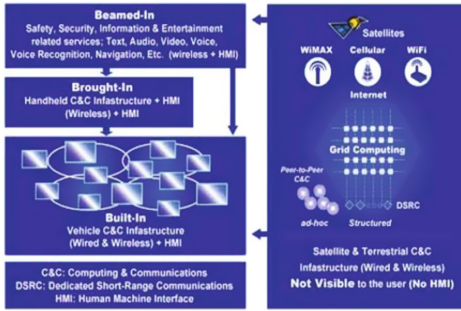 Beamed-In
Safety, Security, Information & Entertainment
related services; Text, Audio, Video, Voice,
Voice Recognition, Navigation, Etc. (wireless + HMI)
Brought-In
Handheld C&C Infastructure + HMI
(Wireless) + HMI
Built-In
Vehicle C&C Infastructure
(Wired & Wireless) + HMI
C&C: Computing & Communications
DSRC: Dedicated Short-Range Communications
HMI: Human Machine Interface
Satellites
WiMAX Cellular WiFi
Internet
Grid Computing
Peer-to-Peer
C&C
DSRC
ad-hoc Structured
Satellite & Terrestrial C&C
Infastructure (Wired & Wireless)
Not Visible to the user (No HMI)